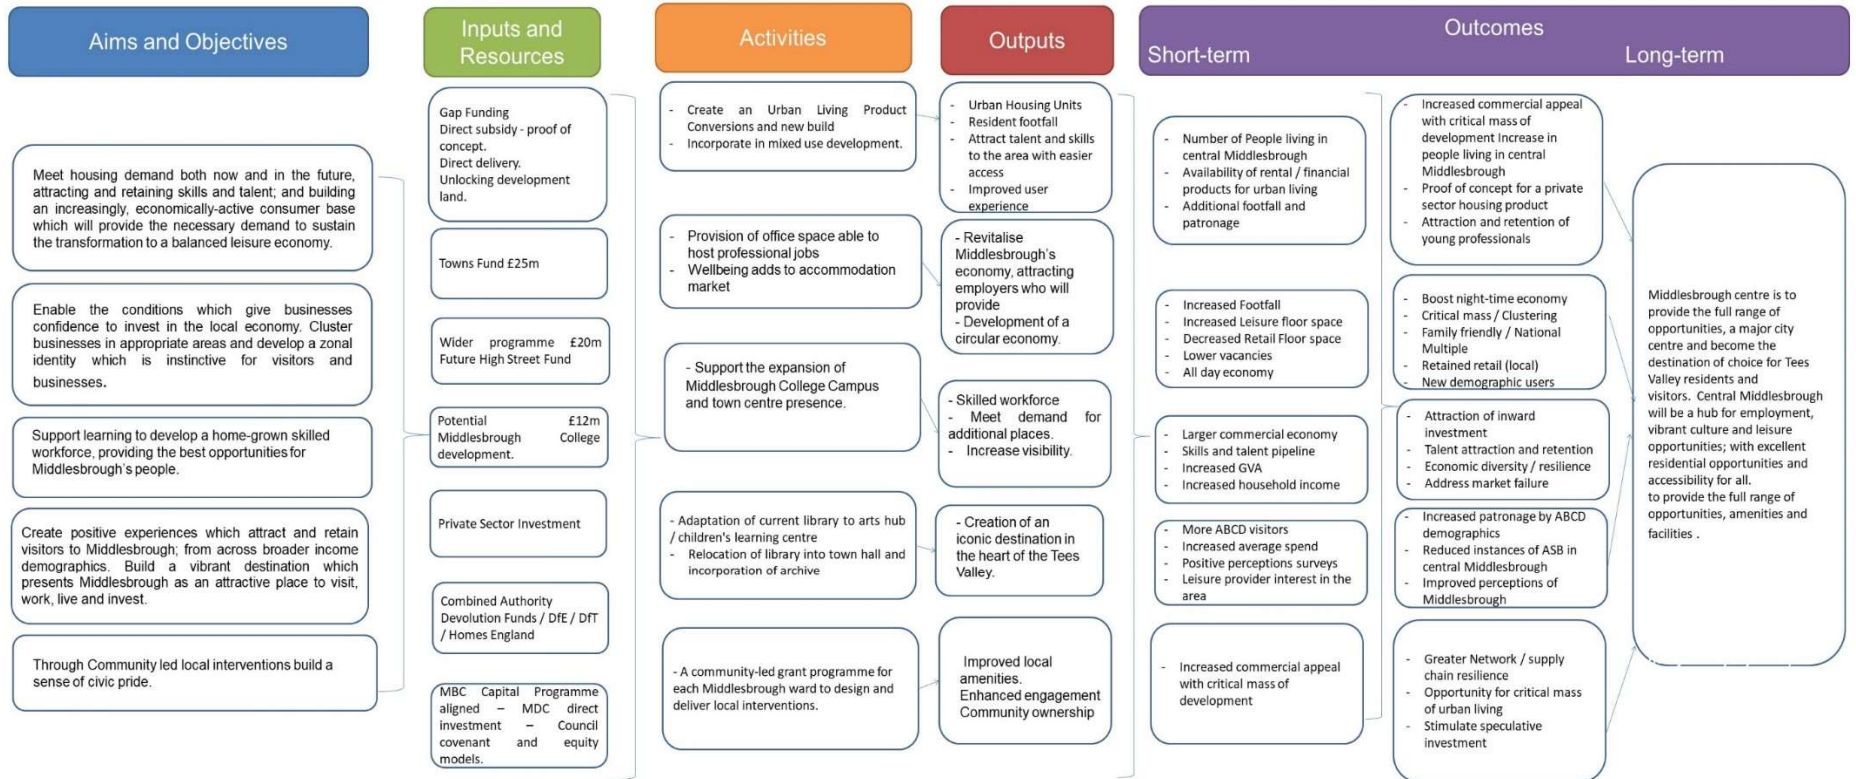 Aims and Objectives
Inputs and
Resources
Activities
Outputs
Outcomes
Short-term
Long-term
Meet housing demand both now and in the future,
attracting and retaining skills and talent; and building
an increasingly, economically-active consumer base
which will provide the necessary demand to sustain
the transformation to a balanced leisure economy.
Enable the conditions which give businesses
confidence to invest in the local economy. Cluster
businesses in appropriate areas and develop a zonal
identity which is instinctive for visitors and
businesses.
Support learning to develop a home-grown skilled
workforce, providing the best opportunities for
Middlesbrough's people.
Create positive experiences which attract and retain
visitors to Middlesbrough; from across broader income
demographics. Build a vibrant destination which
presents Middlesbrough as an attractive place to visit,
work, live and invest.
Through Community led local interventions build a
sense of civic pride.
Gap Funding
Direct subsidy - proof of
concept.
Direct delivery.
Unlocking development
land.
Towns Fund £25m
Wider programme £20m
Future High Street Fund
Potential £12m
Middlesbrough College
development.
Private Sector Investment
Combined Authority
Devolution Funds / DfE / DfT
/ Homes England
MBC Capital Programme
aligned – MDC direct
investment – Council
covenant and equity
models.
- Create an Urban Living Product
Conversions and new build
- Incorporate in mixed use development.
- Provision of office space able to
host professional jobs
- Wellbeing adds to accommodation
market
- Support the expansion of
Middlesbrough College Campus
and town centre presence.
- Adaptation of current library to arts hub
/ children's learning centre
- Relocation of library into town hall and
incorporation of archive
- A community-led grant programme for
each Middlesbrough ward to design and
deliver local interventions.
- Urban Housing Units
- Resident footfall
- Attract talent and skills
to the area with easier
access
- Improved user
experience
- Revitalise
Middlesbrough's
economy, attracting
employers who will
provide
- Development of a
circular economy.
- Skilled workforce
- Meet demand for
additional places.
- Increase visibility.
- Creation of an
iconic destination in
the heart of the Tees
Valley.
Improved local
amenities.
Enhanced engagement
Community ownership
- Number of People living in
central Middlesbrough
- Availability of rental / financial
products for urban living
- Additional footfall and
patronage
- Increased Footfall
- Increased Leisure floor space
- Decreased Retail Floor space
- Lower vacancies
- All day economy
- Larger commercial economy
- Skills and talent pipeline
- Increased GVA
- Increased household income
- More ABCD visitors
- Increased average spend
- Positive perceptions surveys
- Leisure provider interest in the
area
- Increased commercial appeal
with critical mass of
development
- Increased commercial appeal
with critical mass of
development Increase in
people living in central
Middlesbrough
- Proof of concept for a private
sector housing product
- Attraction and retention of
young professionals
- Boost night-time economy
- Critical mass / Clustering
- Family friendly / National
Multiple
- Retained retail (local)
- New demographic users
- Attraction of inward
investment
- Talent attraction and retention
- Economic diversity / resilience
- Address market failure
- Increased patronage by ABCD
demographics
- Reduced instances of ASB in
central Middlesbrough
- Improved perceptions of
Middlesbrough
- Greater Network / supply
chain resilience
- Opportunity for critical mass
of urban living
- Stimulate speculative
investment
Middlesbrough centre is to
provide the full range of
opportunities, a major city
centre and become the
destination of choice for Tees
Valley residents and
visitors. Central Middlesbrough
will be a hub for employment,
vibrant culture and leisure
opportunities; with excellent
residential opportunities and
accessibility for all.
to provide the full range of
opportunities, amenities and
facilities .